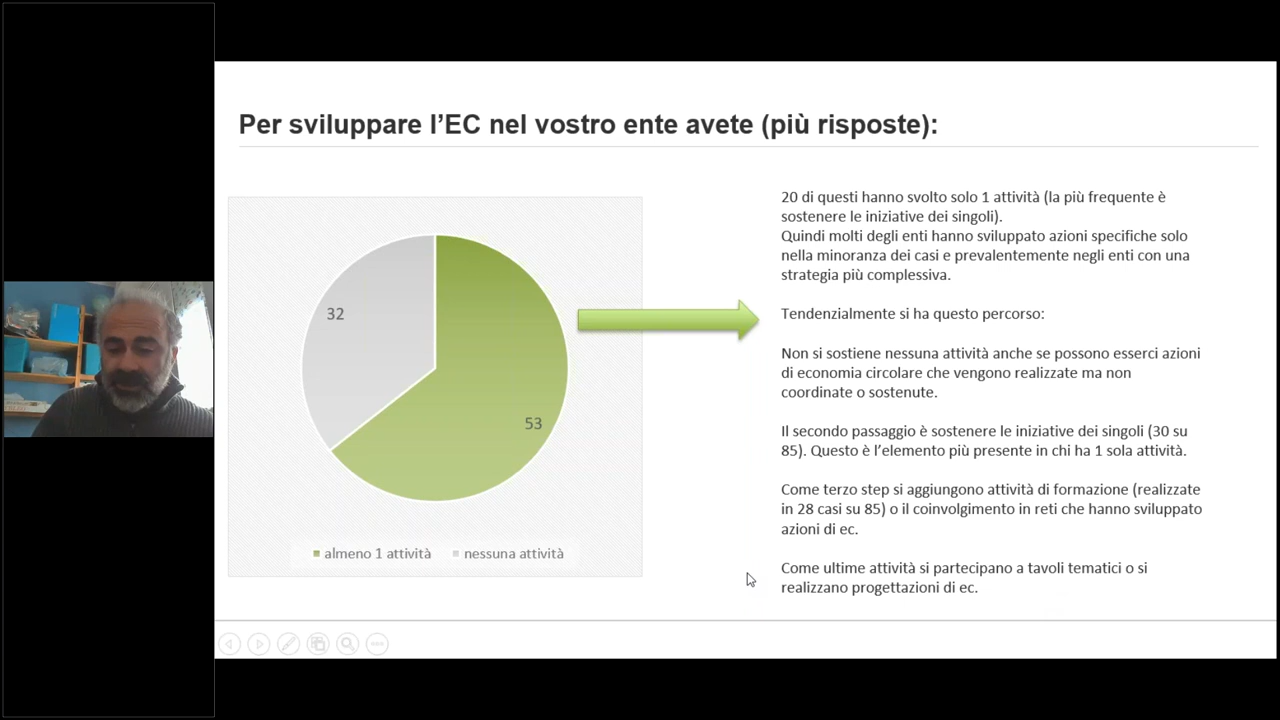 Per sviluppare l’EC nel vostro ente avete (più risposte):
32
53
almeno 1 attività
nessuna attività
20 di questi hanno svolto solo 1 attività (la più frequente è
sostenere le iniziative dei singoli).
Quindi molti degli enti hanno sviluppato azioni specifiche solo
nella minoranza dei casi e prevalentemente negli enti con una
strategia più complessiva.
Tendenzialmente si ha questo percorso:
Non si sostiene nessuna attività anche se possono esserci azioni
di economia circolare che vengono realizzate ma non
coordinate o sostenute.
Il secondo passaggio è sostenere le iniziative dei singoli (30 su
85). Questo è l’elemento più presente in chi ha 1 sola attività.
Come terzo step si aggiungono attività di formazione (realizzate
in 28 casi su 85) o il coinvolgimento in reti che hanno sviluppato
azioni di ec.
Come ultime attività si partecipano a tavoli tematici o si
realizzano progettazioni di ec.